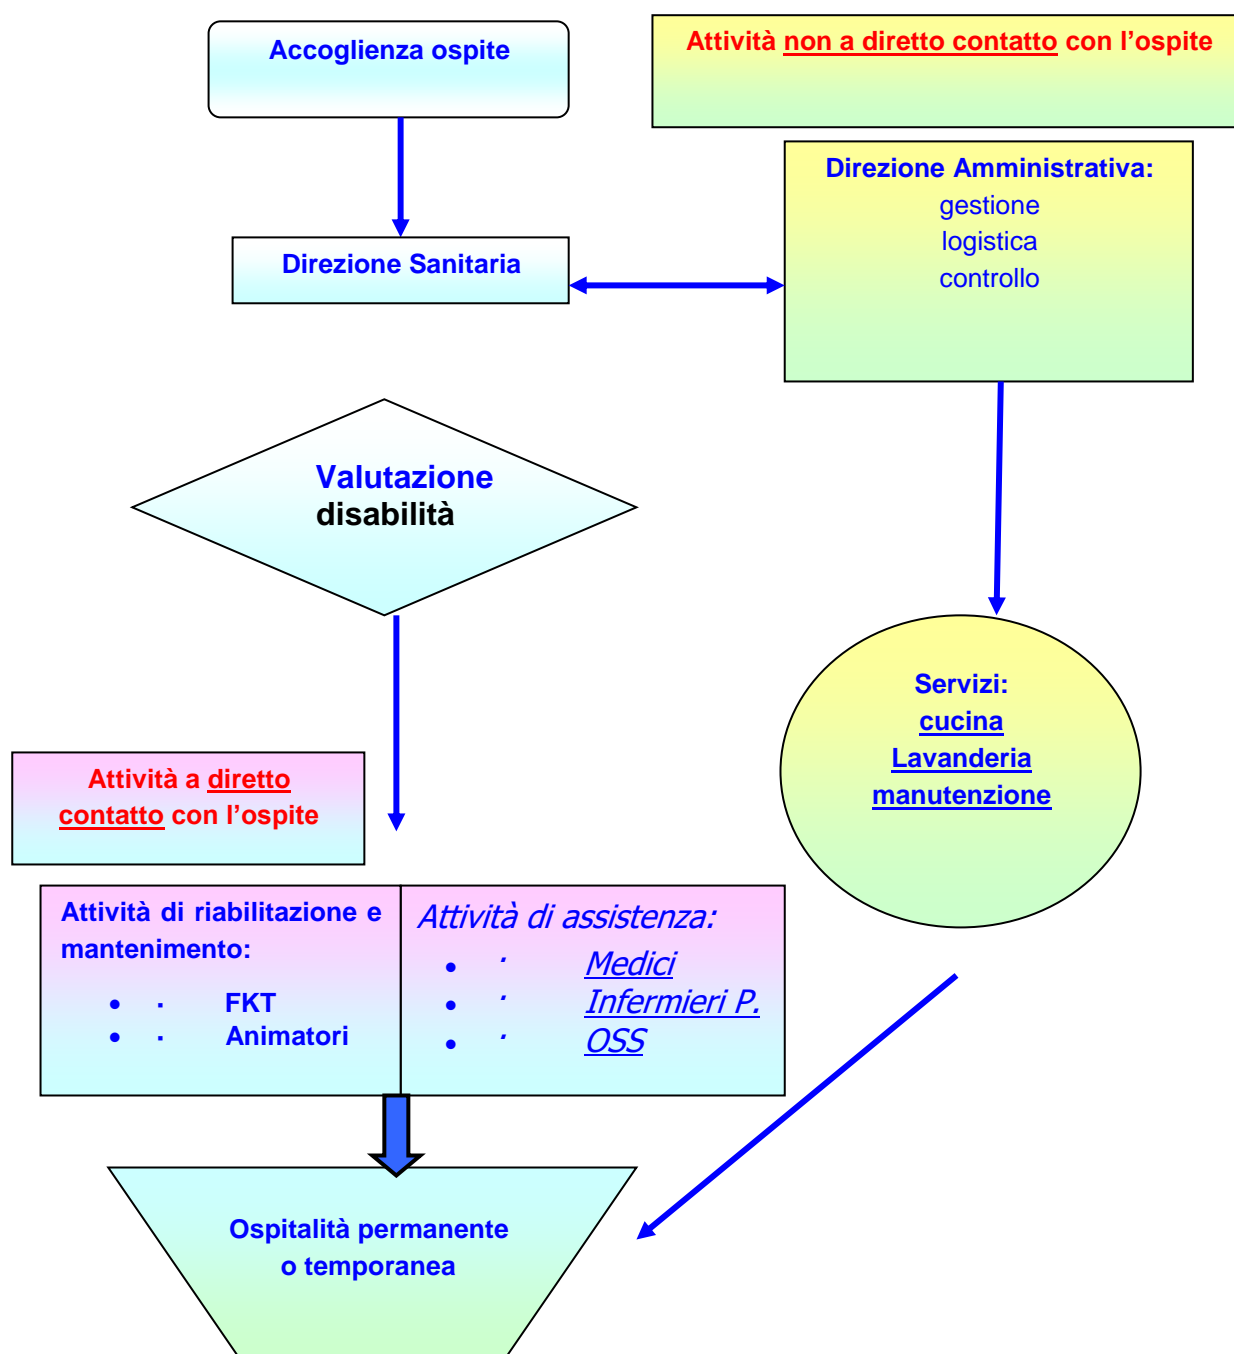 Accoglienza ospite
Attività non a diretto contatto con l’ospite
Direzione Amministrativa:
gestione
logistica
controllo
Direzione Sanitaria
Valutazione
disabilità
Servizi:
cucina
Lavanderia
manutenzione
Attività a diretto
contatto con l’ospite
Attività di riabilitazione e
mantenimento:
• · FKT
• · Animatori
Attività di assistenza:
• · Medici
• · Infermieri P.
• · OSS
Ospitalità permanente
o temporanea